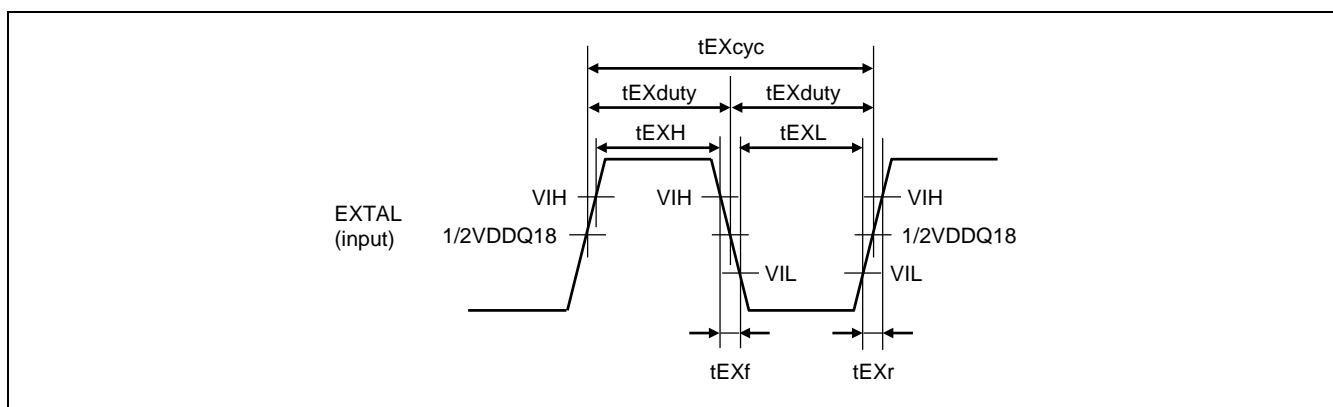 tEXcyc
tEXduty tEXduty
tEXH tEXL
VIH VIH VIH
EXTAL
(input)
1/2VDDQ18 1/2VDDQ18
VIL VIL
tEXf tEXr